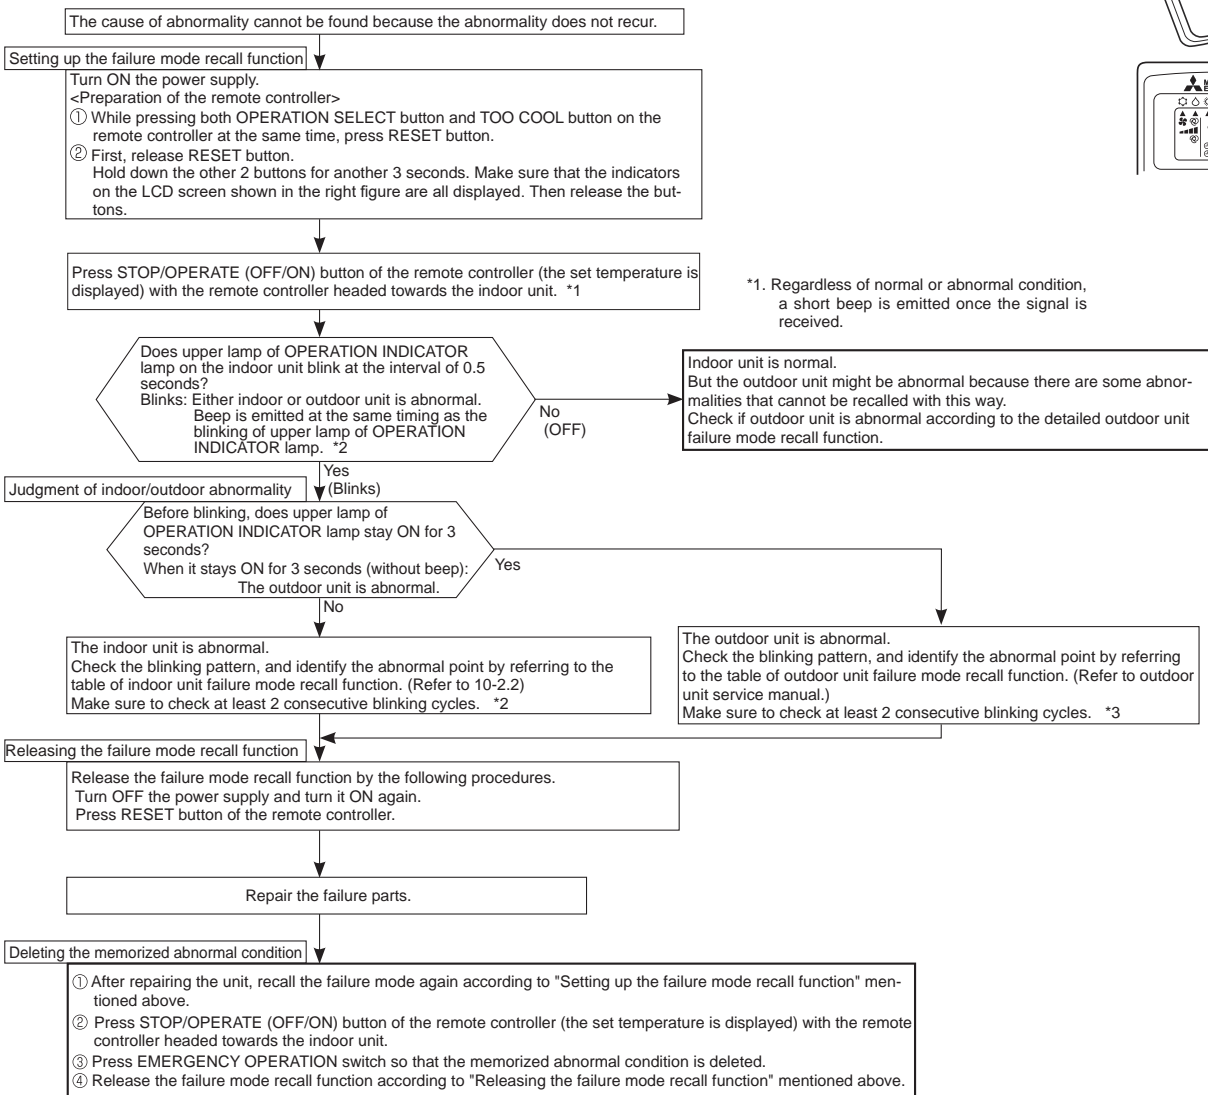 The cause of abnormality cannot be found because the abnormality does not recur.
Setting up the failure mode recall function
Turn ON the power supply.
<Preparation of the remote controller>
① While pressing both OPERATION SELECT button and TOO COOL button on the
remote controller at the same time, press RESET button.
② First, release RESET button.
Hold down the other 2 buttons for another 3 seconds. Make sure that the indicators
on the LCD screen shown in the right figure are all displayed. Then release the but-
tons.
Press STOP/OPERATE (OFF/ON) button of the remote controller (the set temperature is
displayed) with the remote controller headed towards the indoor unit. *1
*1. Regardless of normal or abnormal condition,
a short beep is emitted once the signal is
received.
Does upper lamp of OPERATION INDICATOR
lamp on the indoor unit blink at the interval of 0.5
seconds?
Blinks: Either indoor or outdoor unit is abnormal.
Beep is emitted at the same timing as the
blinking of upper lamp of OPERATION
INDICATOR lamp. *2
No
(OFF)
Indoor unit is normal.
But the outdoor unit might be abnormal because there are some abnor-
malities that cannot be recalled with this way.
Check if outdoor unit is abnormal according to the detailed outdoor unit
failure mode recall function.
Yes
(Blinks)
Judgment of indoor/outdoor abnormality
Before blinking, does upper lamp of
OPERATION INDICATOR lamp stay ON for 3
seconds?
When it stays ON for 3 seconds (without beep):
The outdoor unit is abnormal.
Yes
No
The indoor unit is abnormal.
Check the blinking pattern, and identify the abnormal point by referring to the
table of indoor unit failure mode recall function. (Refer to 10-2.2)
Make sure to check at least 2 consecutive blinking cycles. *2
The outdoor unit is abnormal.
Check the blinking pattern, and identify the abnormal point by referring
to the table of outdoor unit failure mode recall function. (Refer to outdoor
unit service manual.)
Make sure to check at least 2 consecutive blinking cycles. *3
Releasing the failure mode recall function
Release the failure mode recall function by the following procedures.
Turn OFF the power supply and turn it ON again.
Press RESET button of the remote controller.
Repair the failure parts.
Deleting the memorized abnormal condition
① After repairing the unit, recall the failure mode again according to "Setting up the failure mode recall function" men-
tioned above.
② Press STOP/OPERATE (OFF/ON) button of the remote controller (the set temperature is displayed) with the remote
controller headed towards the indoor unit.
③ Press EMERGENCY OPERATION switch so that the memorized abnormal condition is deleted.
④ Release the failure mode recall function according to "Releasing the failure mode recall function" mentioned above.